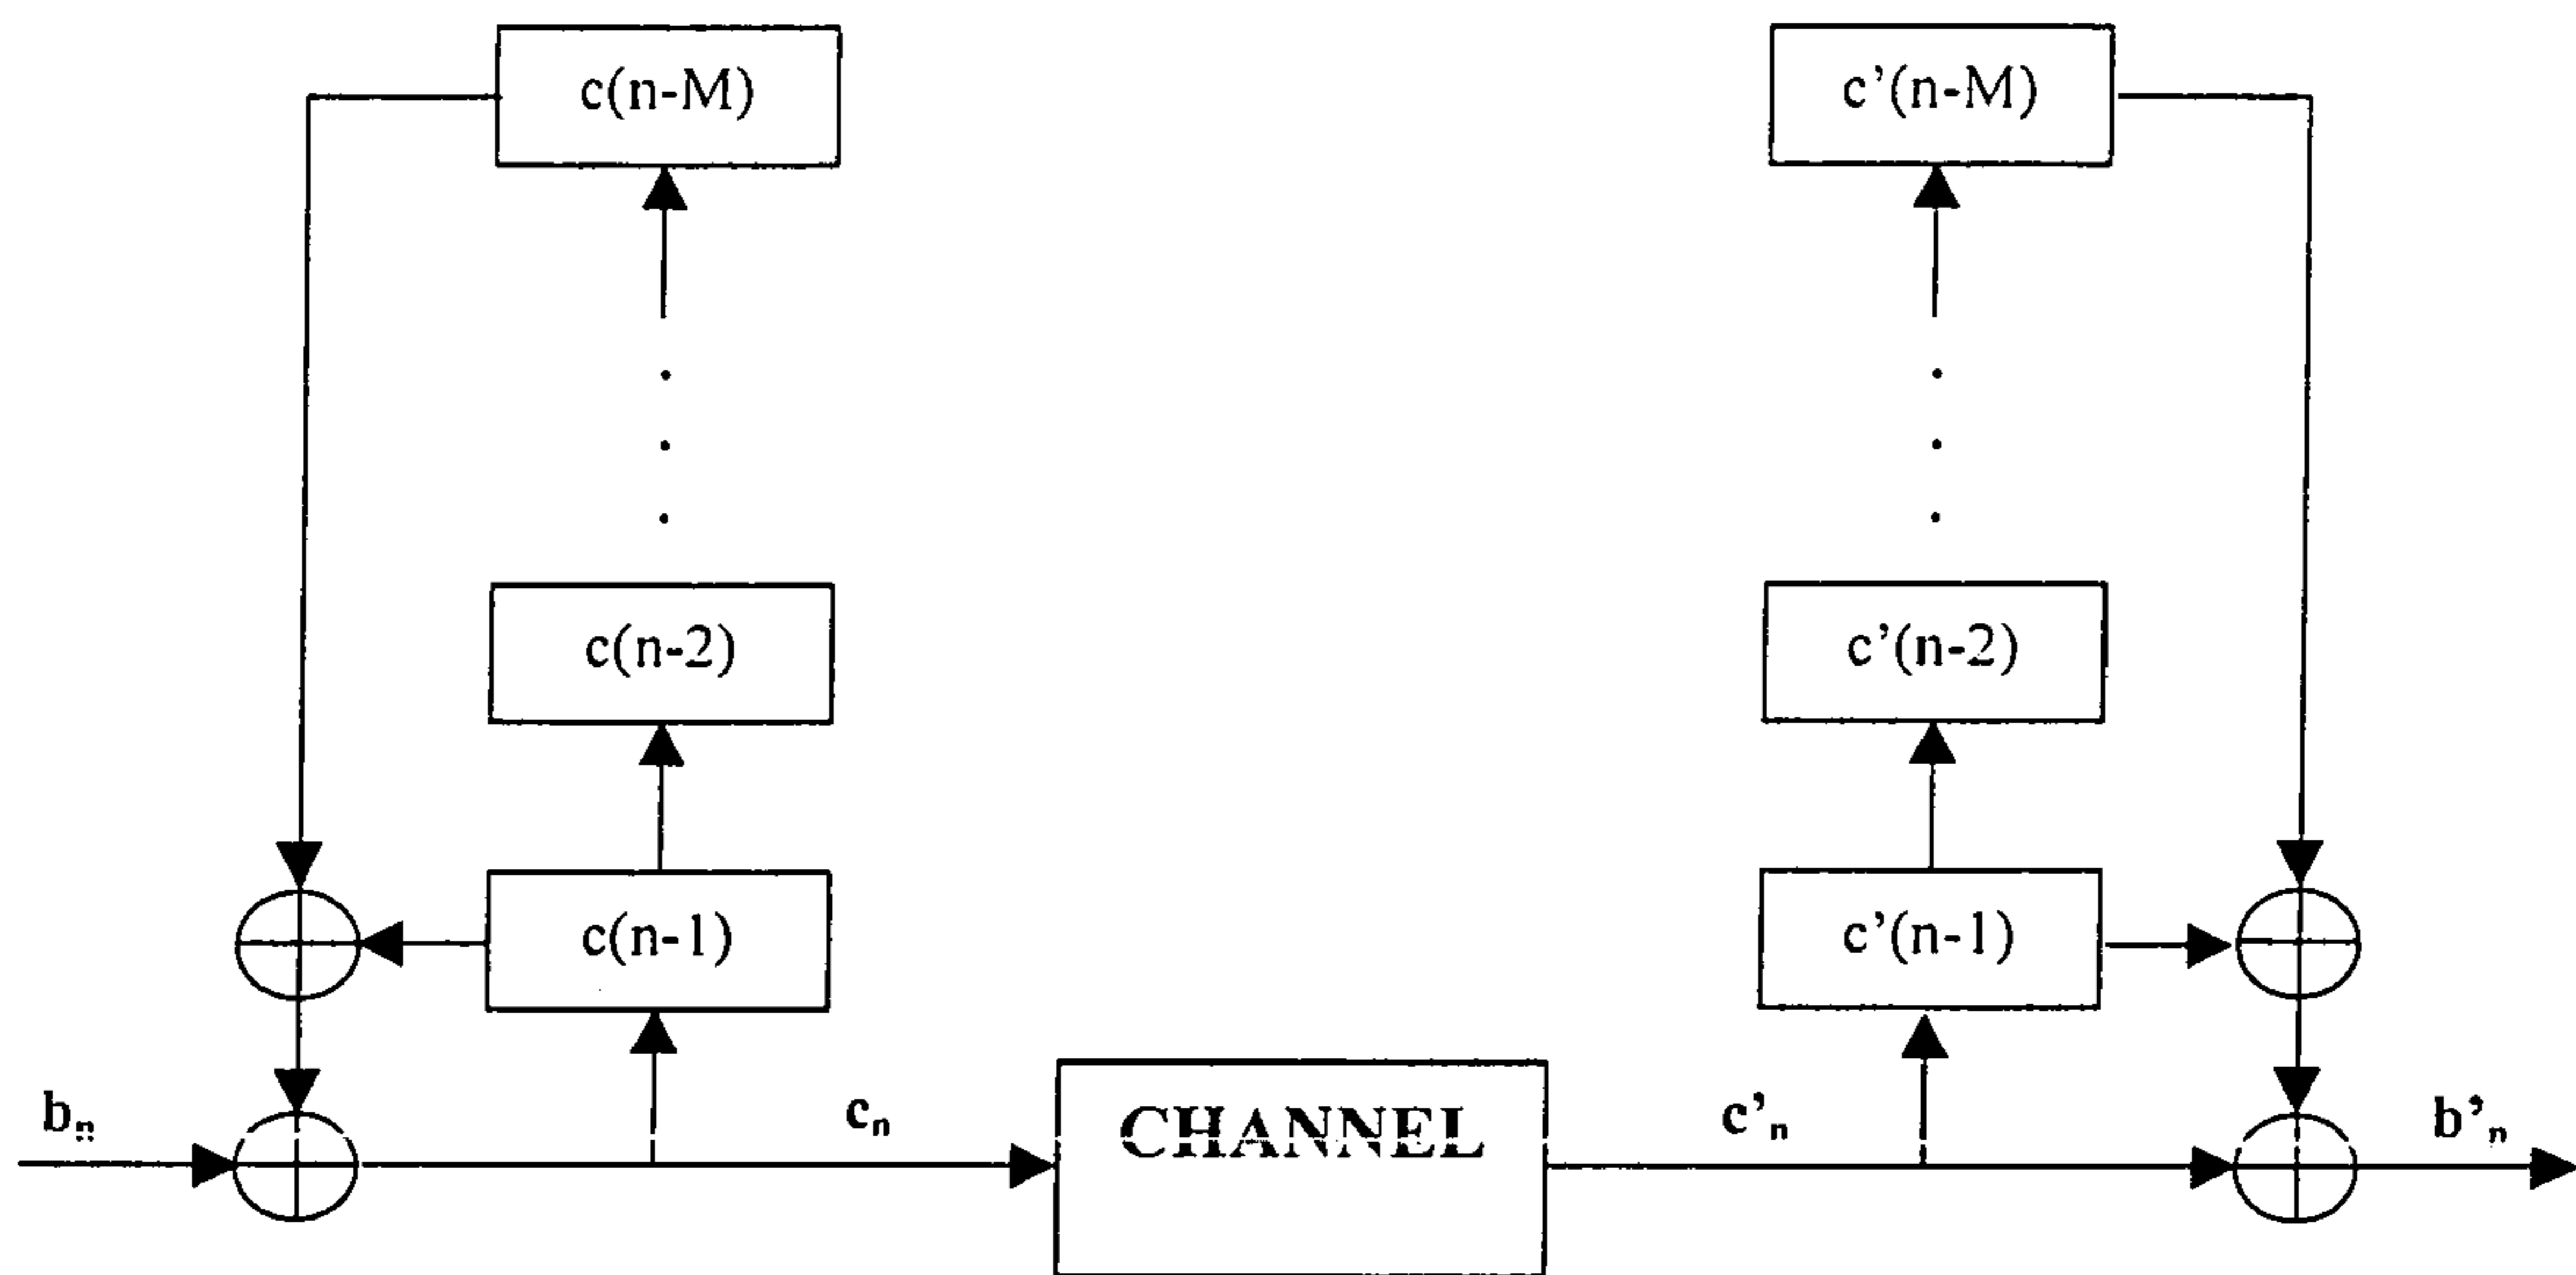 c(n-M)
c'(n-M)
c(n-2)
c'(n-2)
c(n-1)
c'(n-1)
bₙ
cₙ
CHANNEL
c'ₙ
b'ₙ